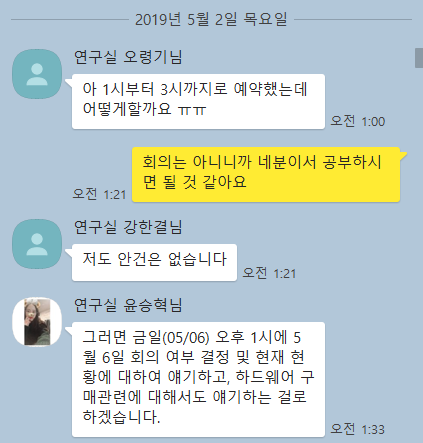 2019년 5월 2일 목요일
연구실 오령기님
아 1시부터 3시까지로 예약했는데
어떻게할까요 ㅠㅠ
오전 1:00
회의는 아니니까 네분이서 공부하시
면 될 것 같아요
오전 1:21
연구실 강한결님
저도 안건은 없습니다
오전 1:21
연구실 윤승혁님
그러면 금일(05/06) 오후 1시에 5
월 6일 회의 여부 결정 및 현재 현
황에 대하여 얘기하고, 하드웨어 구
매관련에 대해서도 얘기하는 걸로
하겠습니다.
오전 1:33